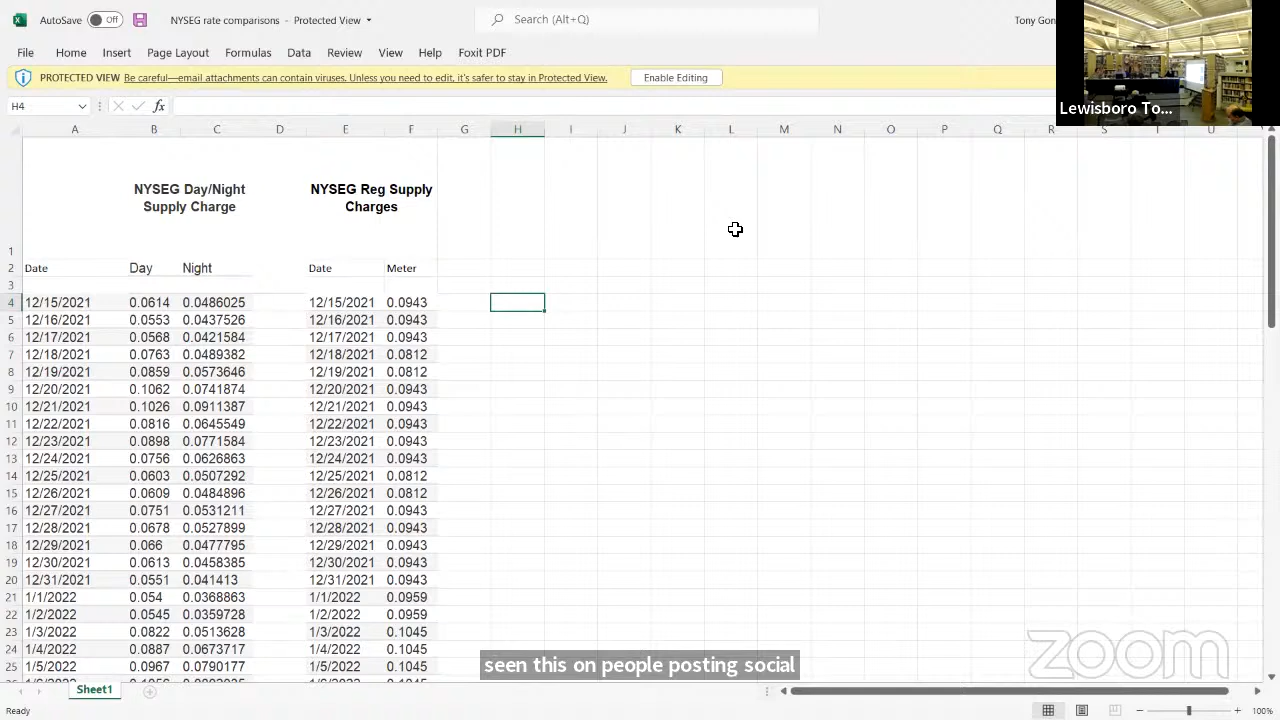 AutoSave Off NYSEG rate comparisons - Protected View Search (Alt+Q) Tony Gon
File Home Insert Page Layout Formulas Data Review View Help Foxit PDF
PROTECTED VIEW Be careful—email attachments can contain viruses. Unless you need to edit, it's safer to stay in Protected View. Enable Editing
Lewisboro To...
H4 fx
A B C D E F G H I J K L M N O P Q R S T U
NYSEG Day/Night Supply Charge
NYSEG Reg Supply Charges
1
2 Date Day Night Date Meter
3
4 12/15/2021 0.0614 0.0486025 12/15/2021 0.0943
5 12/16/2021 0.0553 0.0437526 12/16/2021 0.0943
6 12/17/2021 0.0568 0.0421584 12/17/2021 0.0943
7 12/18/2021 0.0763 0.0489382 12/18/2021 0.0812
8 12/19/2021 0.0859 0.0573646 12/19/2021 0.0812
9 12/20/2021 0.1062 0.0741874 12/20/2021 0.0943
10 12/21/2021 0.1026 0.0911387 12/21/2021 0.0943
11 12/22/2021 0.0816 0.0645549 12/22/2021 0.0943
12 12/23/2021 0.0898 0.0771584 12/23/2021 0.0943
13 12/24/2021 0.0756 0.0626863 12/24/2021 0.0943
14 12/25/2021 0.0603 0.0507292 12/25/2021 0.0812
15 12/26/2021 0.0609 0.0484896 12/26/2021 0.0812
16 12/27/2021 0.0751 0.0531211 12/27/2021 0.0943
17 12/28/2021 0.0678 0.0527899 12/28/2021 0.0943
18 12/29/2021 0.066 0.0477795 12/29/2021 0.0943
19 12/30/2021 0.0613 0.0458385 12/30/2021 0.0943
20 12/31/2021 0.0551 0.041413 12/31/2021 0.0943
21 1/1/2022 0.054 0.0368863 1/1/2022 0.0959
22 1/2/2022 0.0545 0.0359728 1/2/2022 0.0959
23 1/3/2022 0.0822 0.0513628 1/3/2022 0.1045
24 1/4/2022 0.0887 0.0673717 1/4/2022 0.1045
25 1/5/2022 0.0967 0.0790177 1/5/2022 0.1045
seen this on people posting social
zoom
Sheet1
Ready 100%